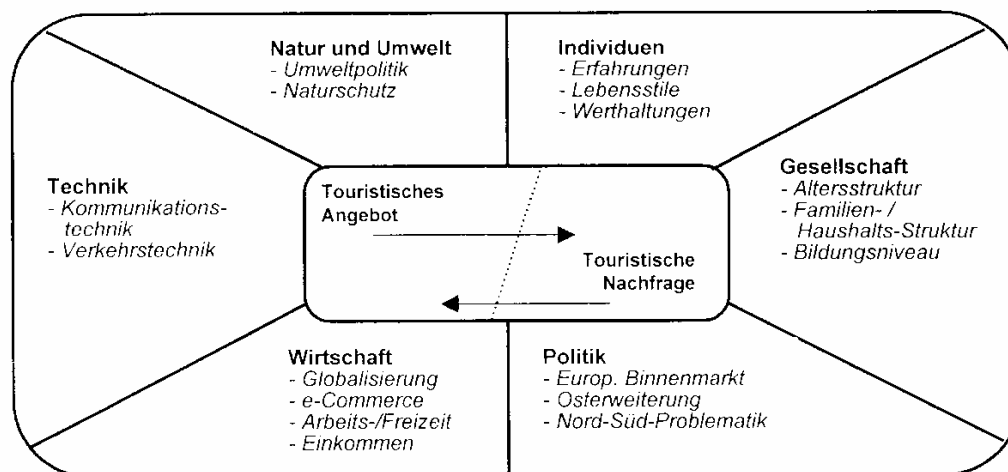 Natur und Umwelt
- Umweltpolitik
- Naturschutz
Individuen
- Erfahrungen
- Lebensstile
- Werthaltungen
Technik
- Kommunikations-
technik
- Verkehrstechnik
Touristisches
Angebot
Touristische
Nachfrage
Gesellschaft
- Altersstruktur
- Familien- /
Haushalts-Struktur
- Bildungsniveau
Wirtschaft
- Globalisierung
- e-Commerce
- Arbeits-/Freizeit
- Einkommen
Politik
- Europ. Binnenmarkt
- Osterweiterung
- Nord-Süd-Problematik